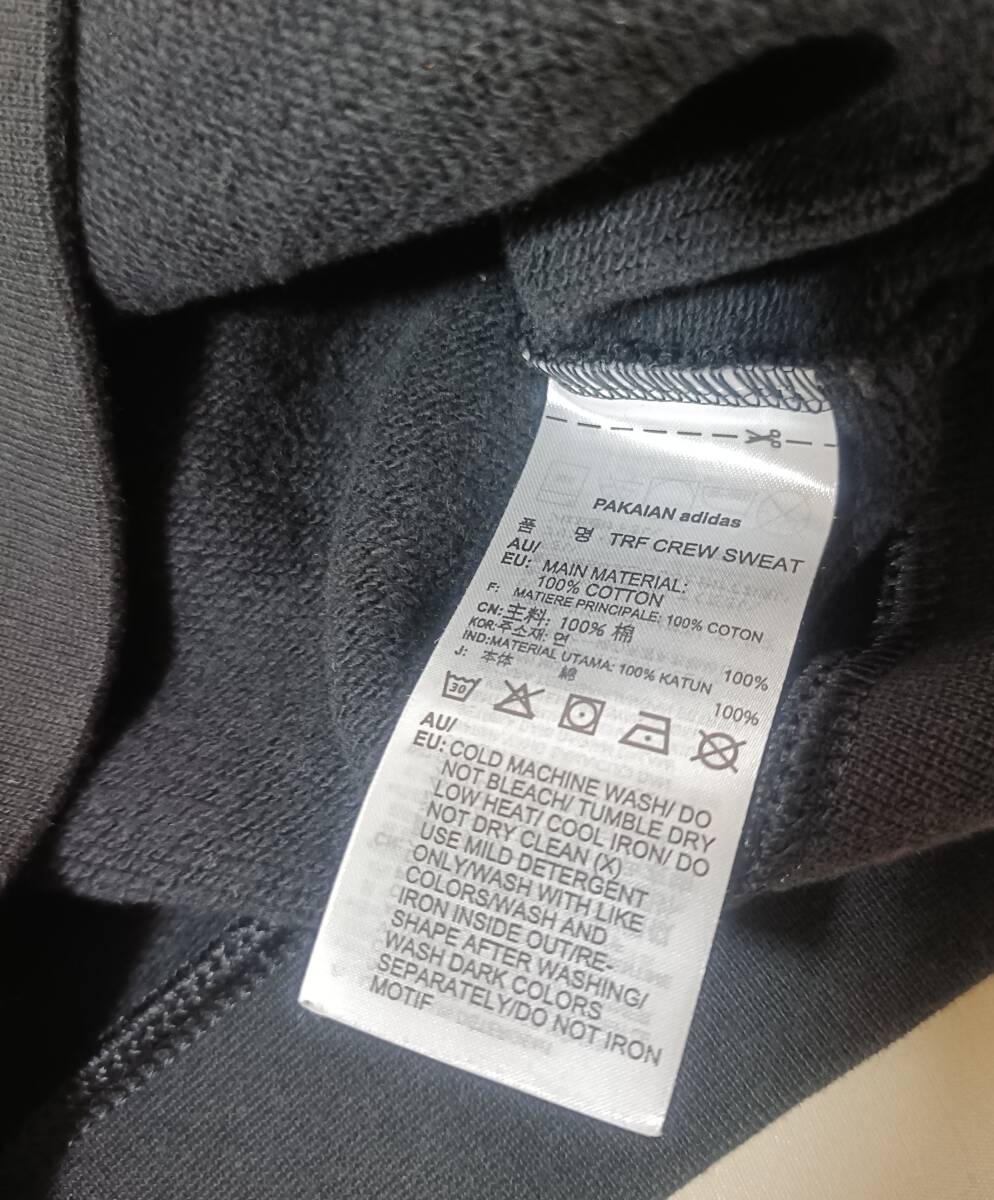 PAKAIAN adidas
품 명 TRF CREW SWEAT
AU/
EU: MAIN MATERIAL:
100% COTTON
F: MATIERE PRINCIPALE: 100% COTON
CN: 主料: 100% 棉
KOR: 주소재: 면 100%
IND: MATERIAL UTAMA: 100% KATUN
J: 本体 綿 100%
30
AU/
EU: COLD MACHINE WASH/ DO
NOT BLEACH/ TUMBLE DRY
LOW HEAT/ COOL IRON/ DO
NOT DRY CLEAN (X)
USE MILD DETERGENT
ONLY/WASH WITH LIKE
COLORS/WASH AND
IRON INSIDE OUT/RE-
SHAPE AFTER WASHING/
WASH DARK COLORS
SEPARATELY/DO NOT IRON
MOTIF